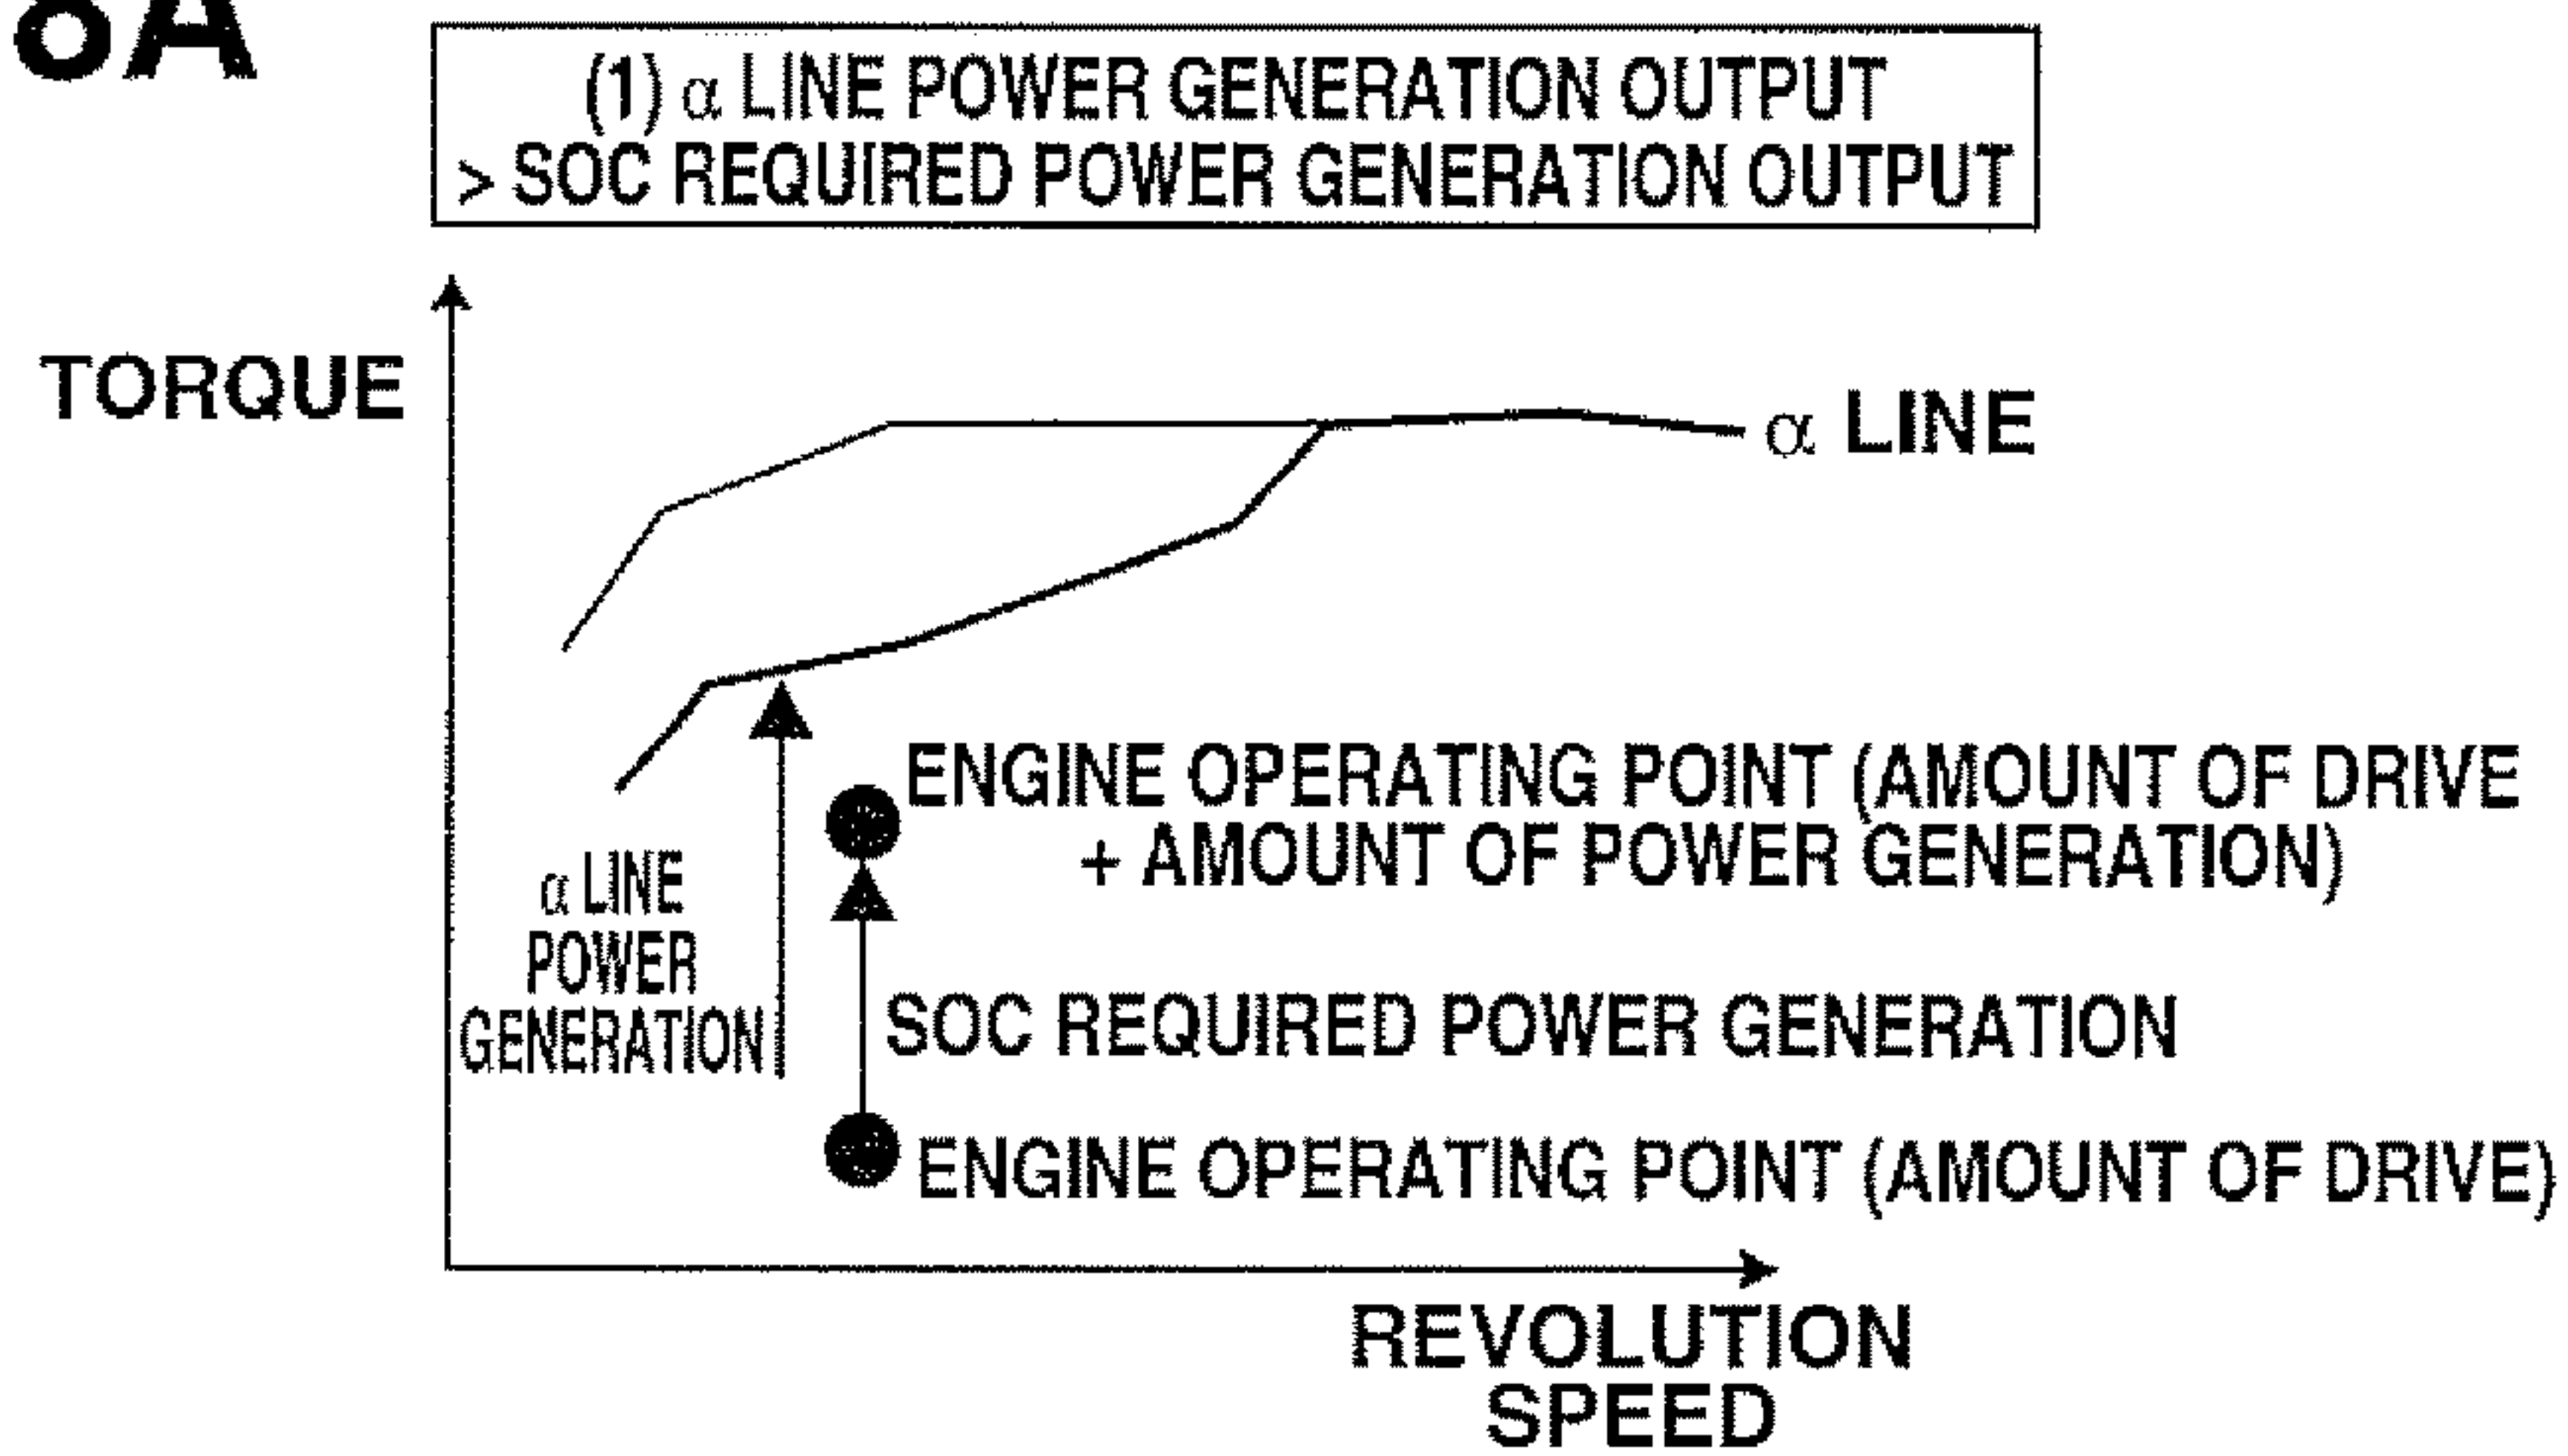 8A
(1) α LINE POWER GENERATION OUTPUT
> SOC REQUIRED POWER GENERATION OUTPUT
TORQUE
α LINE
ENGINE OPERATING POINT (AMOUNT OF DRIVE
+ AMOUNT OF POWER GENERATION)
α LINE
POWER
GENERATION
SOC REQUIRED POWER GENERATION
ENGINE OPERATING POINT (AMOUNT OF DRIVE)
REVOLUTION
SPEED